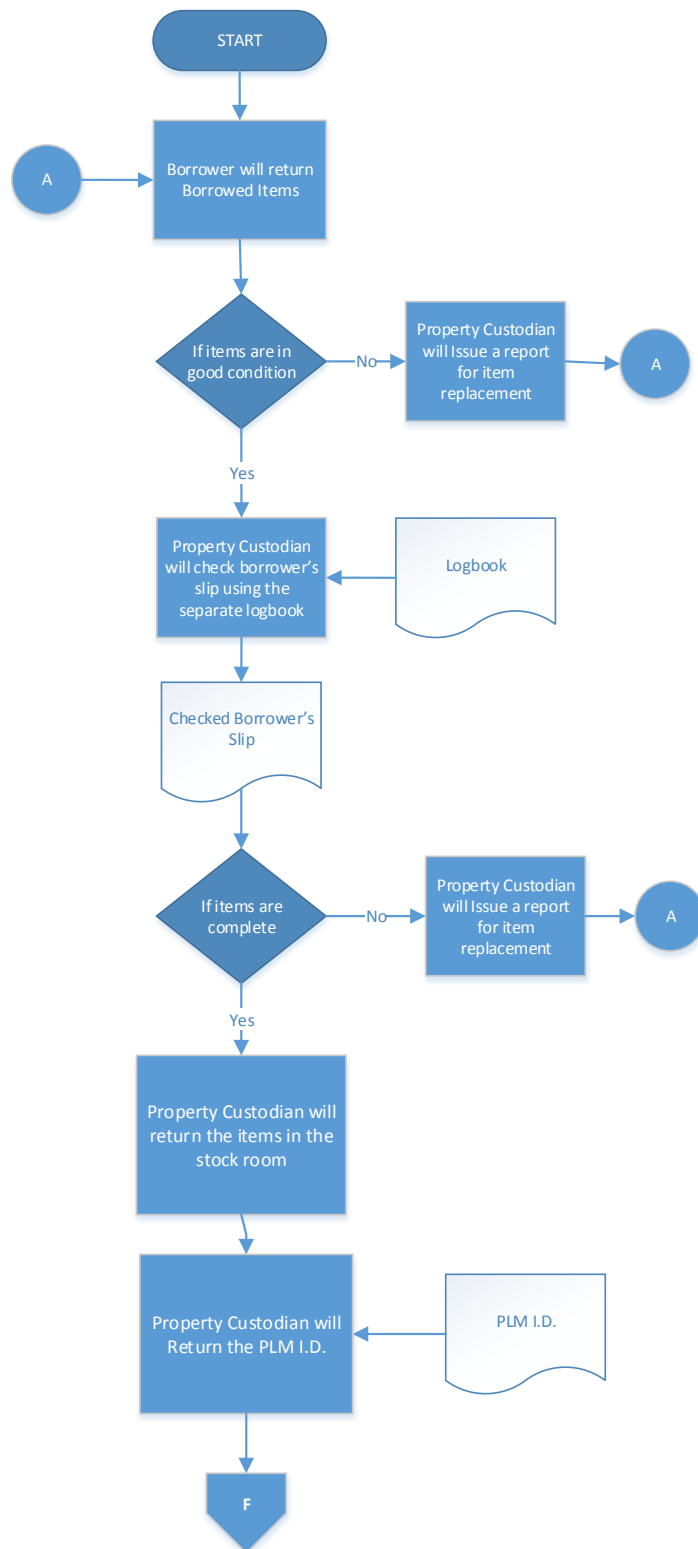 START
A
Borrower will return
Borrowed Items
If items are in
good condition
No
Property Custodian
will Issue a report
for item
replacement
A
Yes
Property Custodian
will check borrower's
slip using the
separate logbook
Logbook
Checked Borrower's
Slip
If items are
complete
No
Property Custodian
will Issue a report
for item
replacement
A
Yes
Property Custodian will
return the items in the
stock room
Property Custodian will
Return the PLM I.D.
PLM I.D.
F